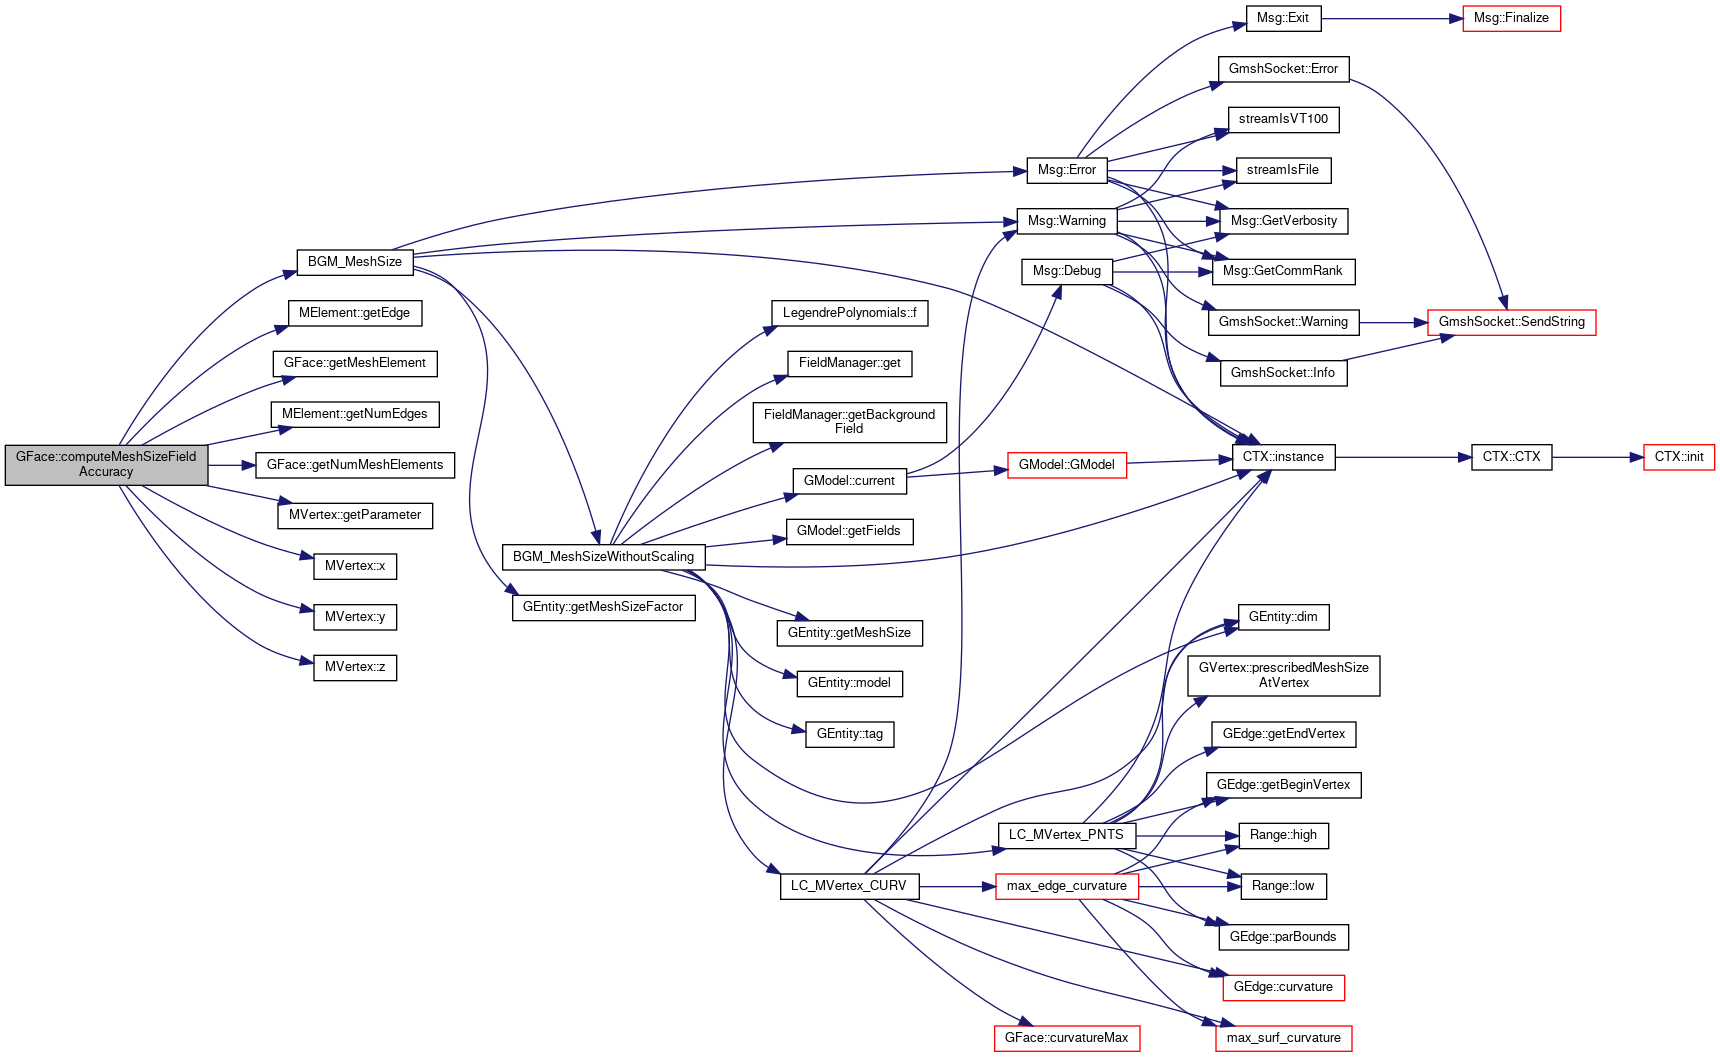 GFace::computeMeshSizeField
Accuracy
BGM_MeshSize
MElement::getEdge
GFace::getMeshElement
MElement::getNumEdges
GFace::getNumMeshElements
MVertex::getParameter
MVertex::x
MVertex::y
MVertex::z
BGM_MeshSizeWithoutScaling
GEntity::getMeshSizeFactor
LegendrePolynomials::f
FieldManager::get
FieldManager::getBackground
Field
GModel::current
GModel::getFields
GEntity::getMeshSize
GEntity::model
GEntity::tag
LC_MVertex_CURV
Msg::Error
Msg::Warning
Msg::Debug
GModel::GModel
LC_MVertex_PNTS
max_edge_curvature
GFace::curvatureMax
Msg::Exit
GmshSocket::Error
streamIsVT100
streamIsFile
Msg::GetVerbosity
Msg::GetCommRank
GmshSocket::Warning
GmshSocket::Info
CTX::instance
GEntity::dim
GVertex::prescribedMeshSize
AtVertex
GEdge::getEndVertex
GEdge::getBeginVertex
Range::high
Range::low
GEdge::parBounds
GEdge::curvature
max_surf_curvature
Msg::Finalize
GmshSocket::SendString
CTX::CTX
CTX::init